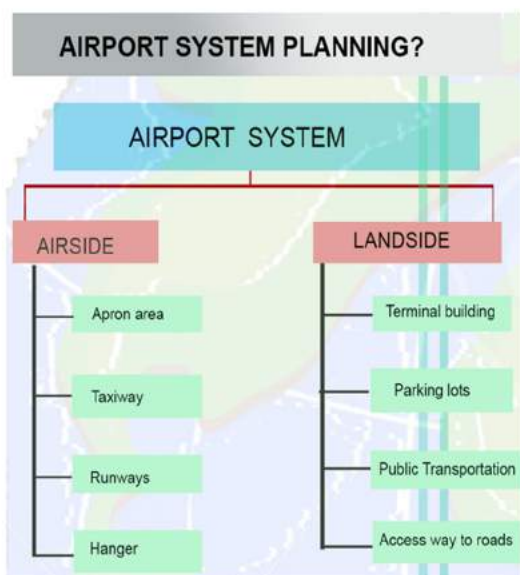 AIRPORT SYSTEM PLANNING?
AIRPORT SYSTEM
AIRSIDE
Apron area
Taxiway
Runways
Hanger
LANDSIDE
Terminal building
Parking lots
Public Transportation
Access way to roads